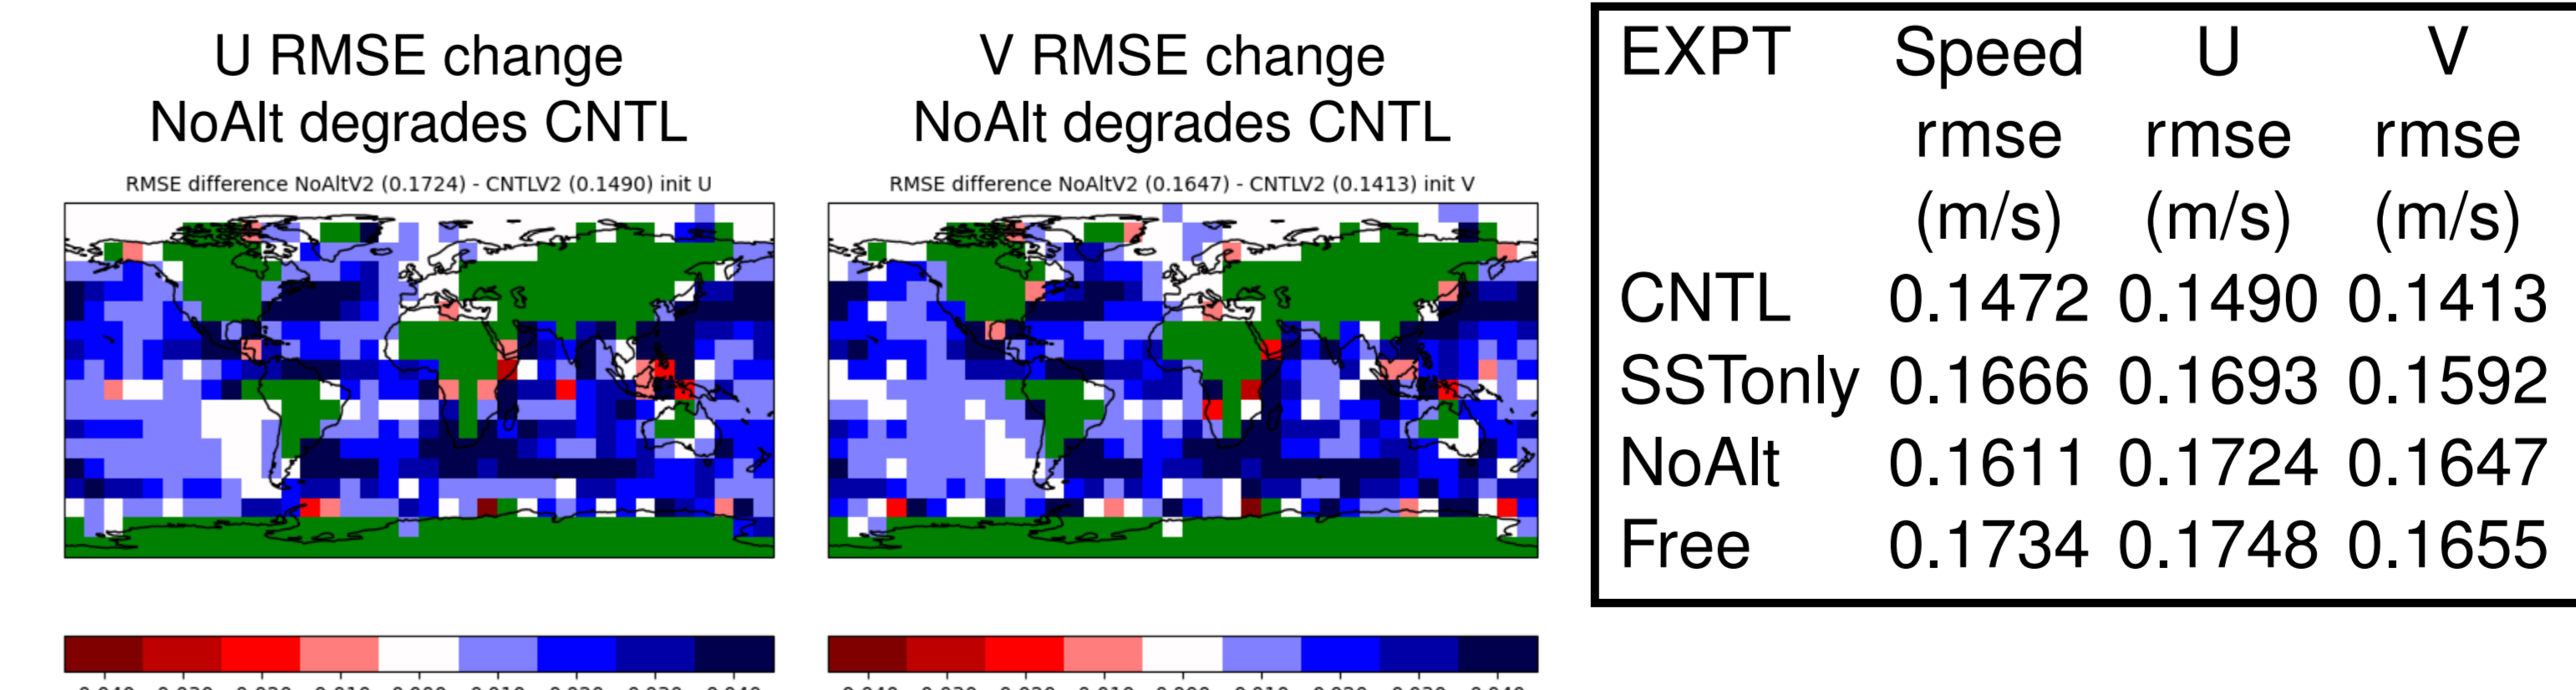 U RMSE change
NoAlt degrades CNTL
RMSE difference NoAltV2 (0.1724) - CNTLV2 (0.1490) init U
V RMSE change
NoAlt degrades CNTL
RMSE difference NoAltV2 (0.1647) - CNTLV2 (0.1413) init V
EXPT Speed U V
rmse rmse rmse
(m/s) (m/s) (m/s)
CNTL 0.1472 0.1490 0.1413
SSTonly 0.1666 0.1693 0.1592
NoAlt 0.1611 0.1724 0.1647
Free 0.1734 0.1748 0.1655